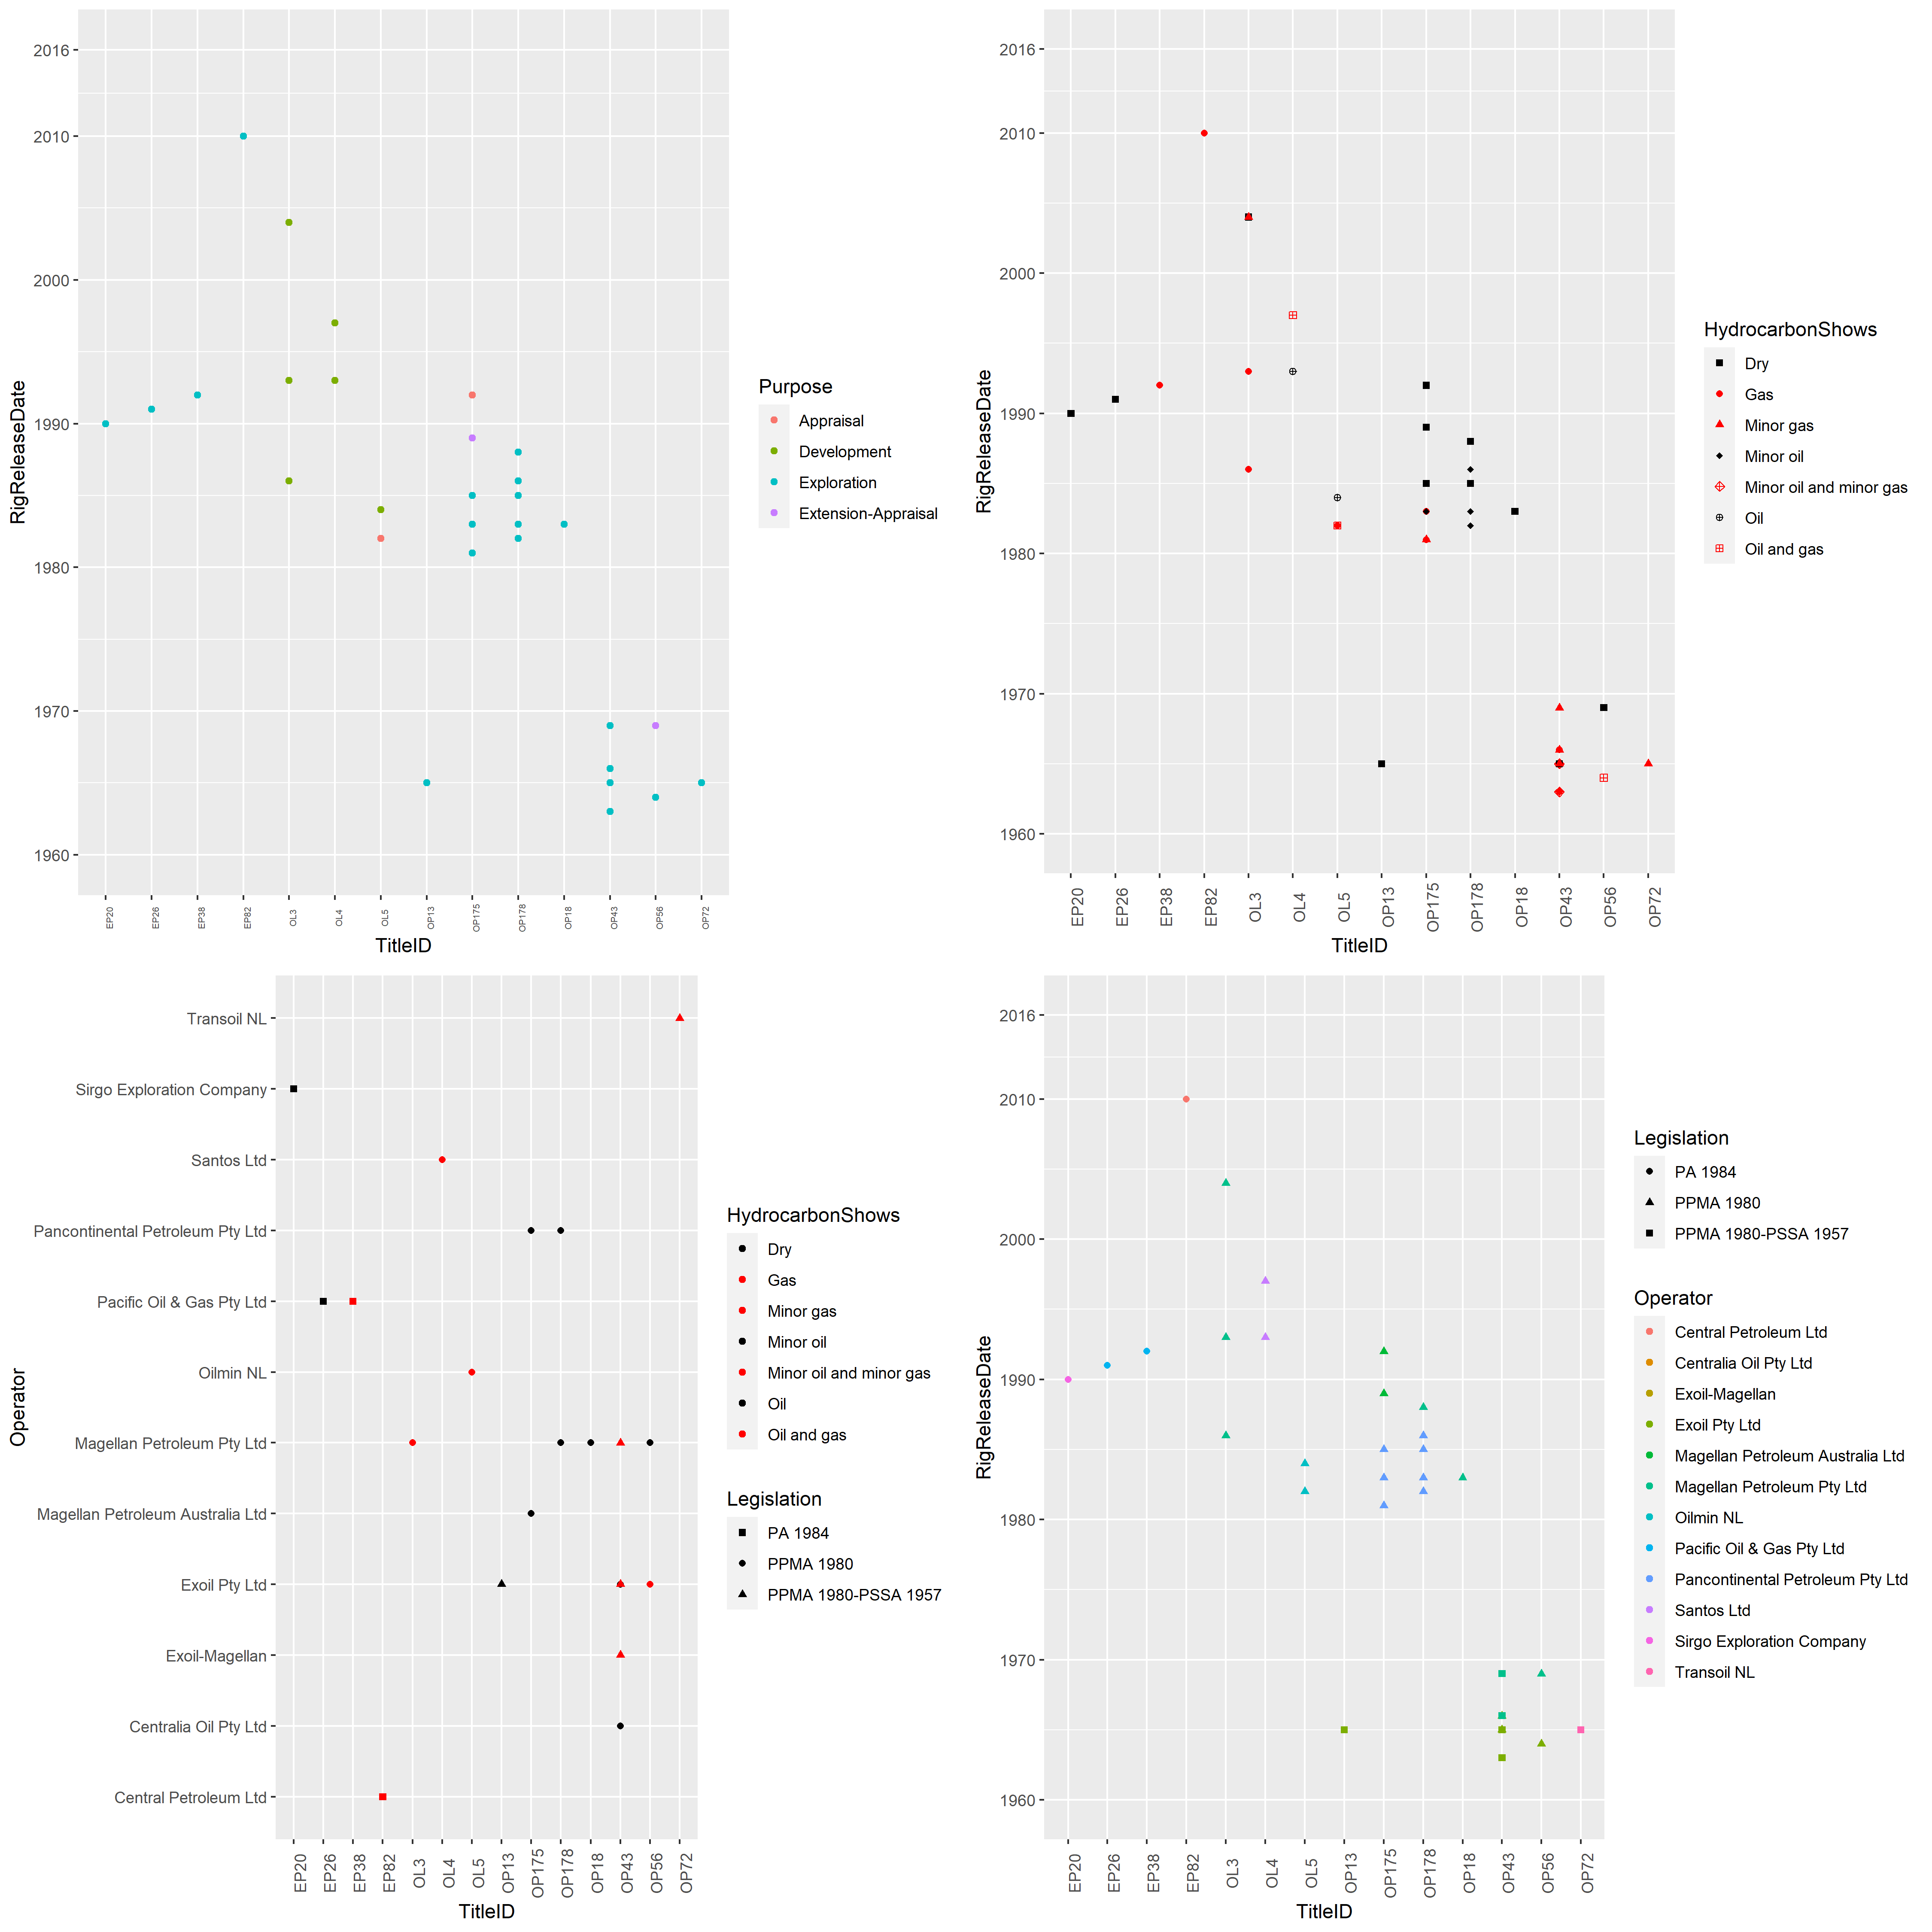 2016
2010
2000
1990
1980
1970
1960
RigReleaseDate
EP20
EP26
EP38
EP82
OL3
OL4
OL5
OP13
OP175
OP178
OP18
OP43
OP56
OP72
TitleID
Purpose
Appraisal
Development
Exploration
Extension-Appraisal
2016
2010
2000
1990
1980
1970
1960
RigReleaseDate
EP20
EP26
EP38
EP82
OL3
OL4
OL5
OP13
OP175
OP178
OP18
OP43
OP56
OP72
TitleID
HydrocarbonShows
Dry
Gas
Minor gas
Minor oil
Minor oil and minor gas
Oil
Oil and gas
Transoil NL
Sirgo Exploration Company
Santos Ltd
Pancontinental Petroleum Pty Ltd
Pacific Oil & Gas Pty Ltd
Oilmin NL
Magellan Petroleum Pty Ltd
Magellan Petroleum Australia Ltd
Exoil Pty Ltd
Exoil-Magellan
Centralia Oil Pty Ltd
Central Petroleum Ltd
Operator
EP20
EP26
EP38
EP82
OL3
OL4
OL5
OP13
OP175
OP178
OP18
OP43
OP56
OP72
TitleID
HydrocarbonShows
Dry
Gas
Minor gas
Minor oil
Minor oil and minor gas
Oil
Oil and gas
Legislation
PA 1984
PPMA 1980
PPMA 1980-PSSA 1957
2016
2010
2000
1990
1980
1970
1960
RigReleaseDate
EP20
EP26
EP38
EP82
OL3
OL4
OL5
OP13
OP175
OP178
OP18
OP43
OP56
OP72
TitleID
Legislation
PA 1984
PPMA 1980
PPMA 1980-PSSA 1957
Operator
Central Petroleum Ltd
Centralia Oil Pty Ltd
Exoil-Magellan
Exoil Pty Ltd
Magellan Petroleum Australia Ltd
Magellan Petroleum Pty Ltd
Oilmin NL
Pacific Oil & Gas Pty Ltd
Pancontinental Petroleum Pty Ltd
Santos Ltd
Sirgo Exploration Company
Transoil NL